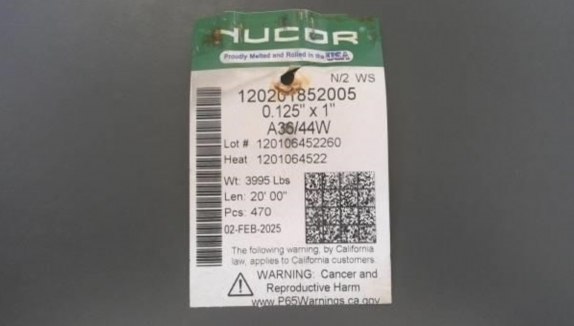 NUCOR
Proudly Melted and Rolled in the USA
N/2 WS
120201852005
0.125" x 1"
A36/44W
Lot # 120106452260
Heat 1201064522
Wt: 3995 Lbs
Len: 20' 00"
Pcs: 470
02-FEB-2025
The following warning, by California
law, applies to California customers.
WARNING: Cancer and
Reproductive Harm
www.P65Warnings.ca.gov